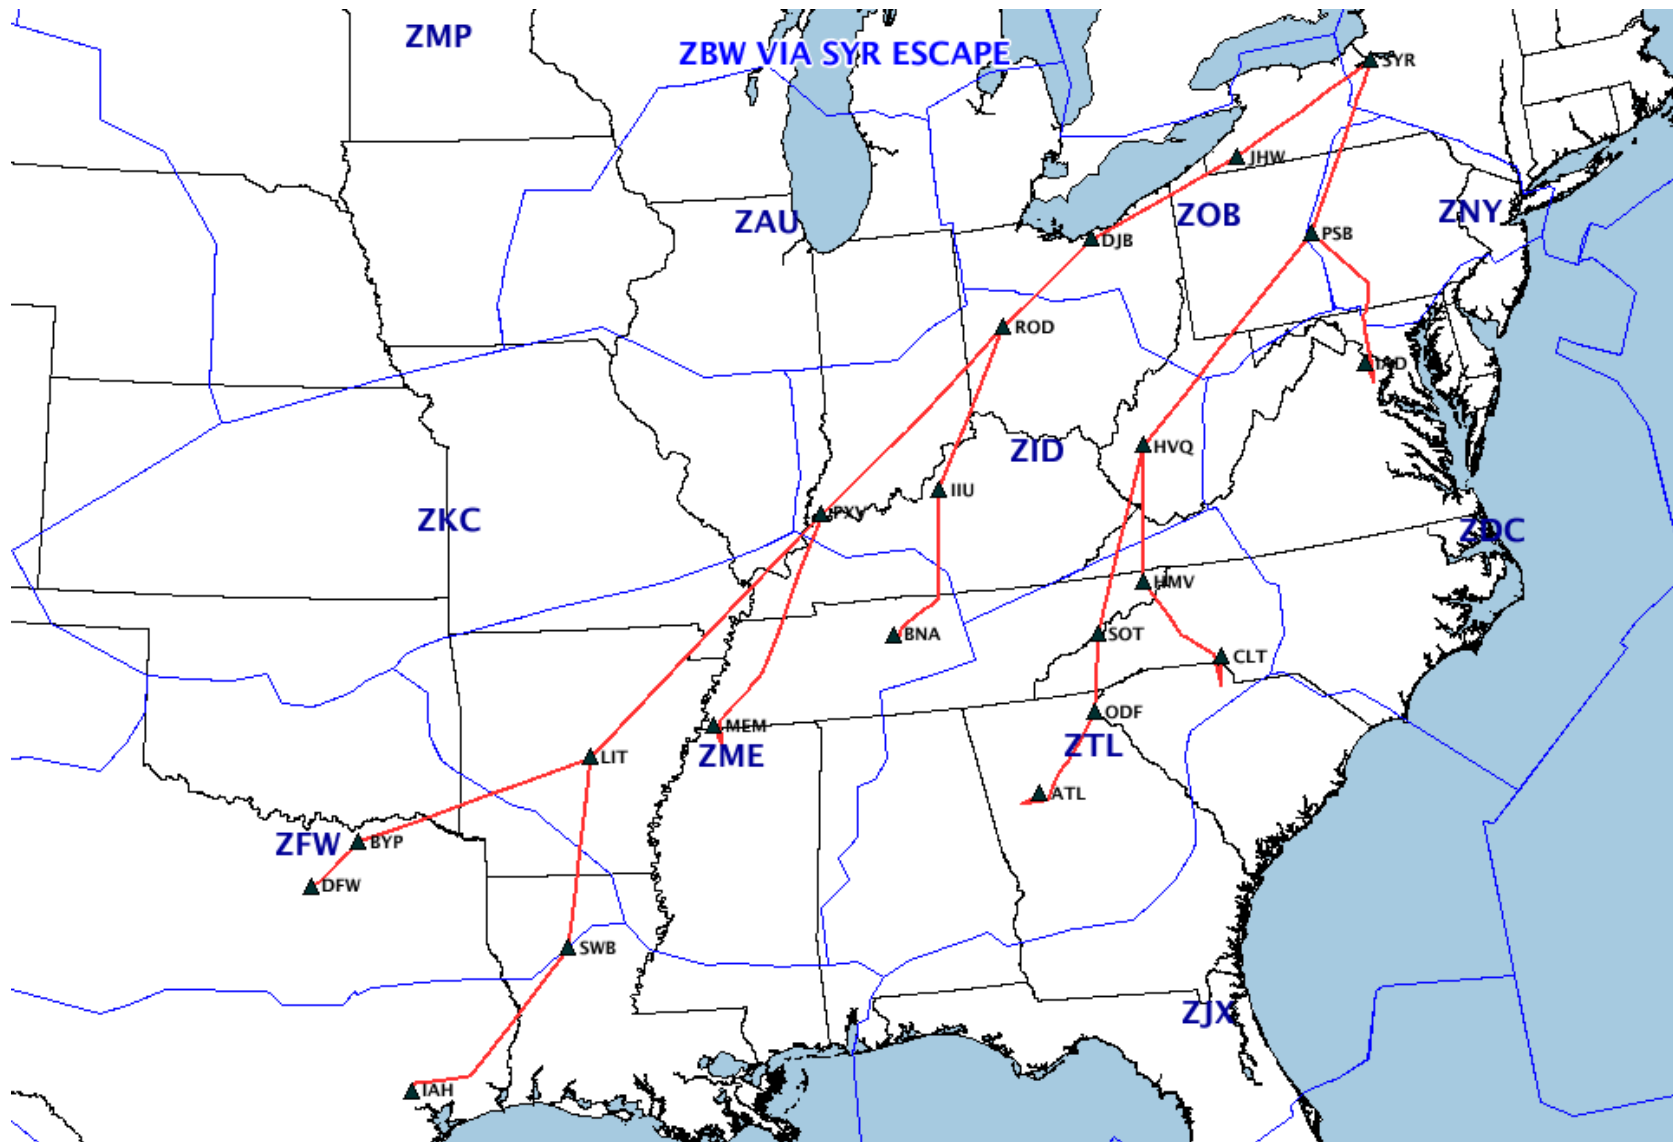 ZMP
ZBW VIA SYR ESCAPE
SYR
JHW
ZAU
ZOB
ZNY
DJB
PSB
ROD
IAD
HVQ
ZID
IIU
PXV
ZKC
ZDC
HMV
BNA
SOT
CLT
ODF
MEM
ZME
LIT
ZTL
ATL
ZFW
BYP
DFW
SWB
ZJX
IAH